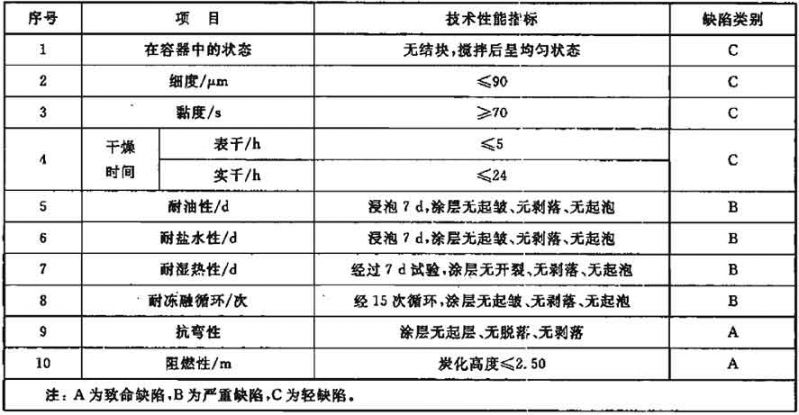 序号 项 目 技术性能指标 缺陷类别
1 在容器中的状态 无结块,搅拌后呈均匀状态 C
2 细度/μm ≤90 C
3 黏度/s ≥70 C
4 干燥时间 表干/h ≤5 C
实干/h ≤24
5 耐油性/d 浸泡 7 d,涂层无起皱、无剥落、无起泡 B
6 耐盐水性/d 浸泡 7 d,涂层无起皱、无剥落、无起泡 B
7 耐湿热性/d 经过 7 d 试验,涂层无开裂、无剥落、无起泡 B
8 耐冻融循环/次 经 15 次循环,涂层无起皱、无剥落、无起泡 B
9 抗弯性 涂层无起层、无脱落、无剥落 A
10 阻燃性/m 炭化高度≤2.50 A
注:A 为致命缺陷,B 为严重缺陷,C 为轻缺陷。